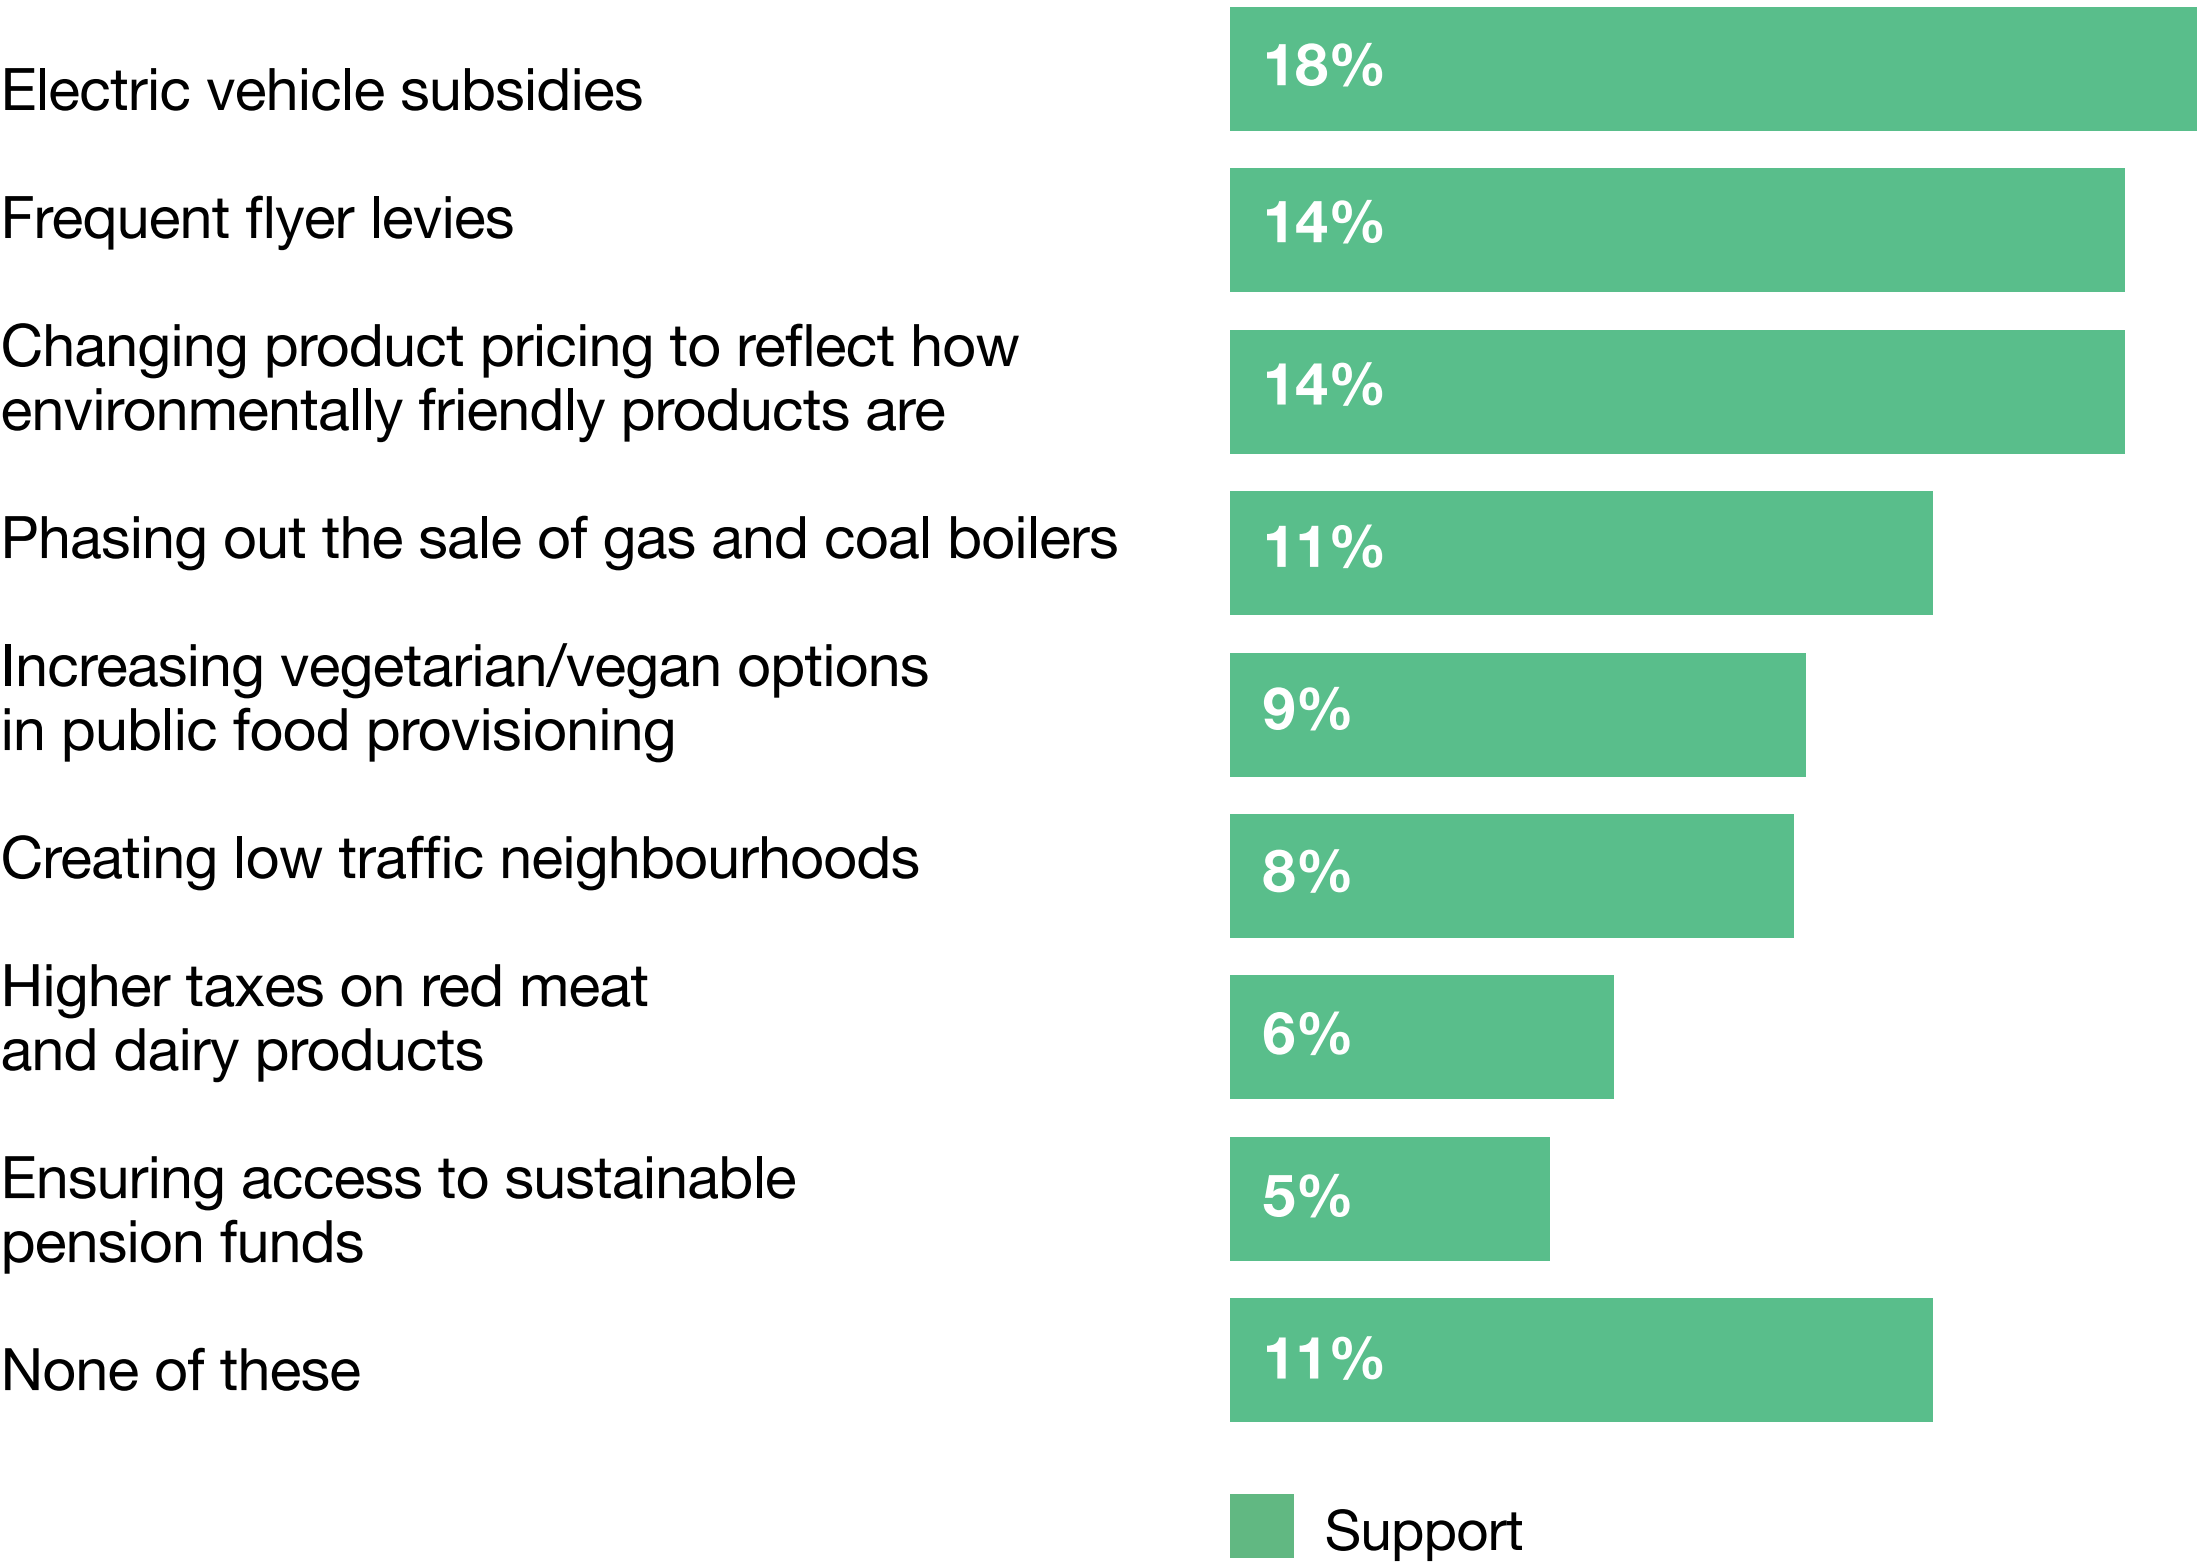 Electric vehicle subsidies
18%
Frequent flyer levies
14%
Changing product pricing to reflect how
environmentally friendly products are
14%
Phasing out the sale of gas and coal boilers
11%
Increasing vegetarian/vegan options
in public food provisioning
9%
Creating low traffic neighbourhoods
8%
Higher taxes on red meat
and dairy products
6%
Ensuring access to sustainable
pension funds
5%
None of these
11%
Support